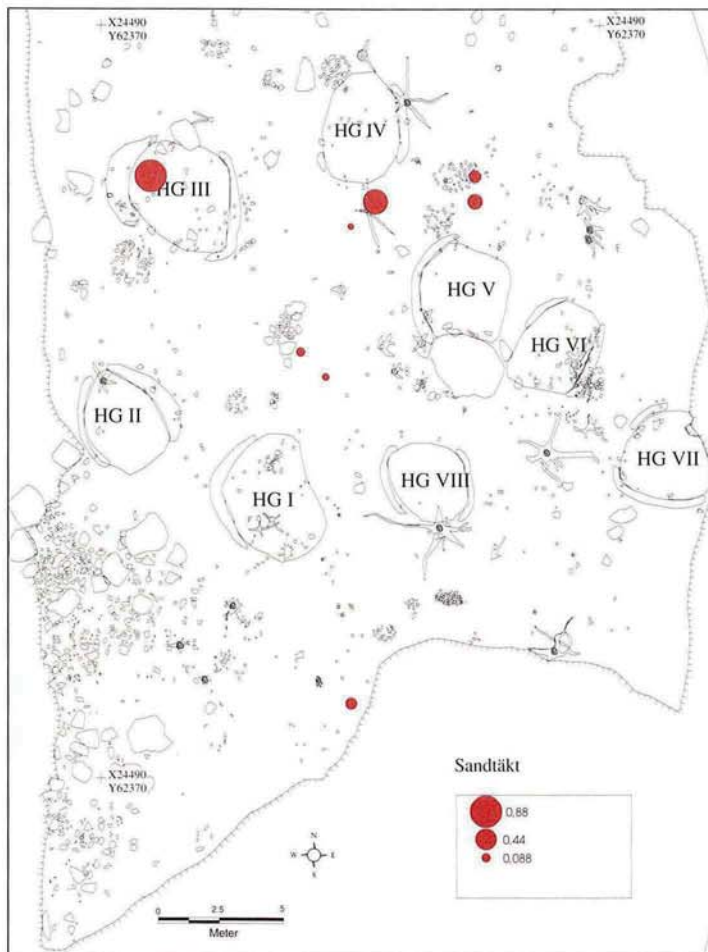 X24490
Y62370
X24490
Y62370
HG IV
HG III
HG V
HG VI
HG II
HG VII
HG VIII
HG I
X24490
Y62370
Sandtäkt
0.88
0.44
0.088
N
W E
S
0 2.5 5
Meter